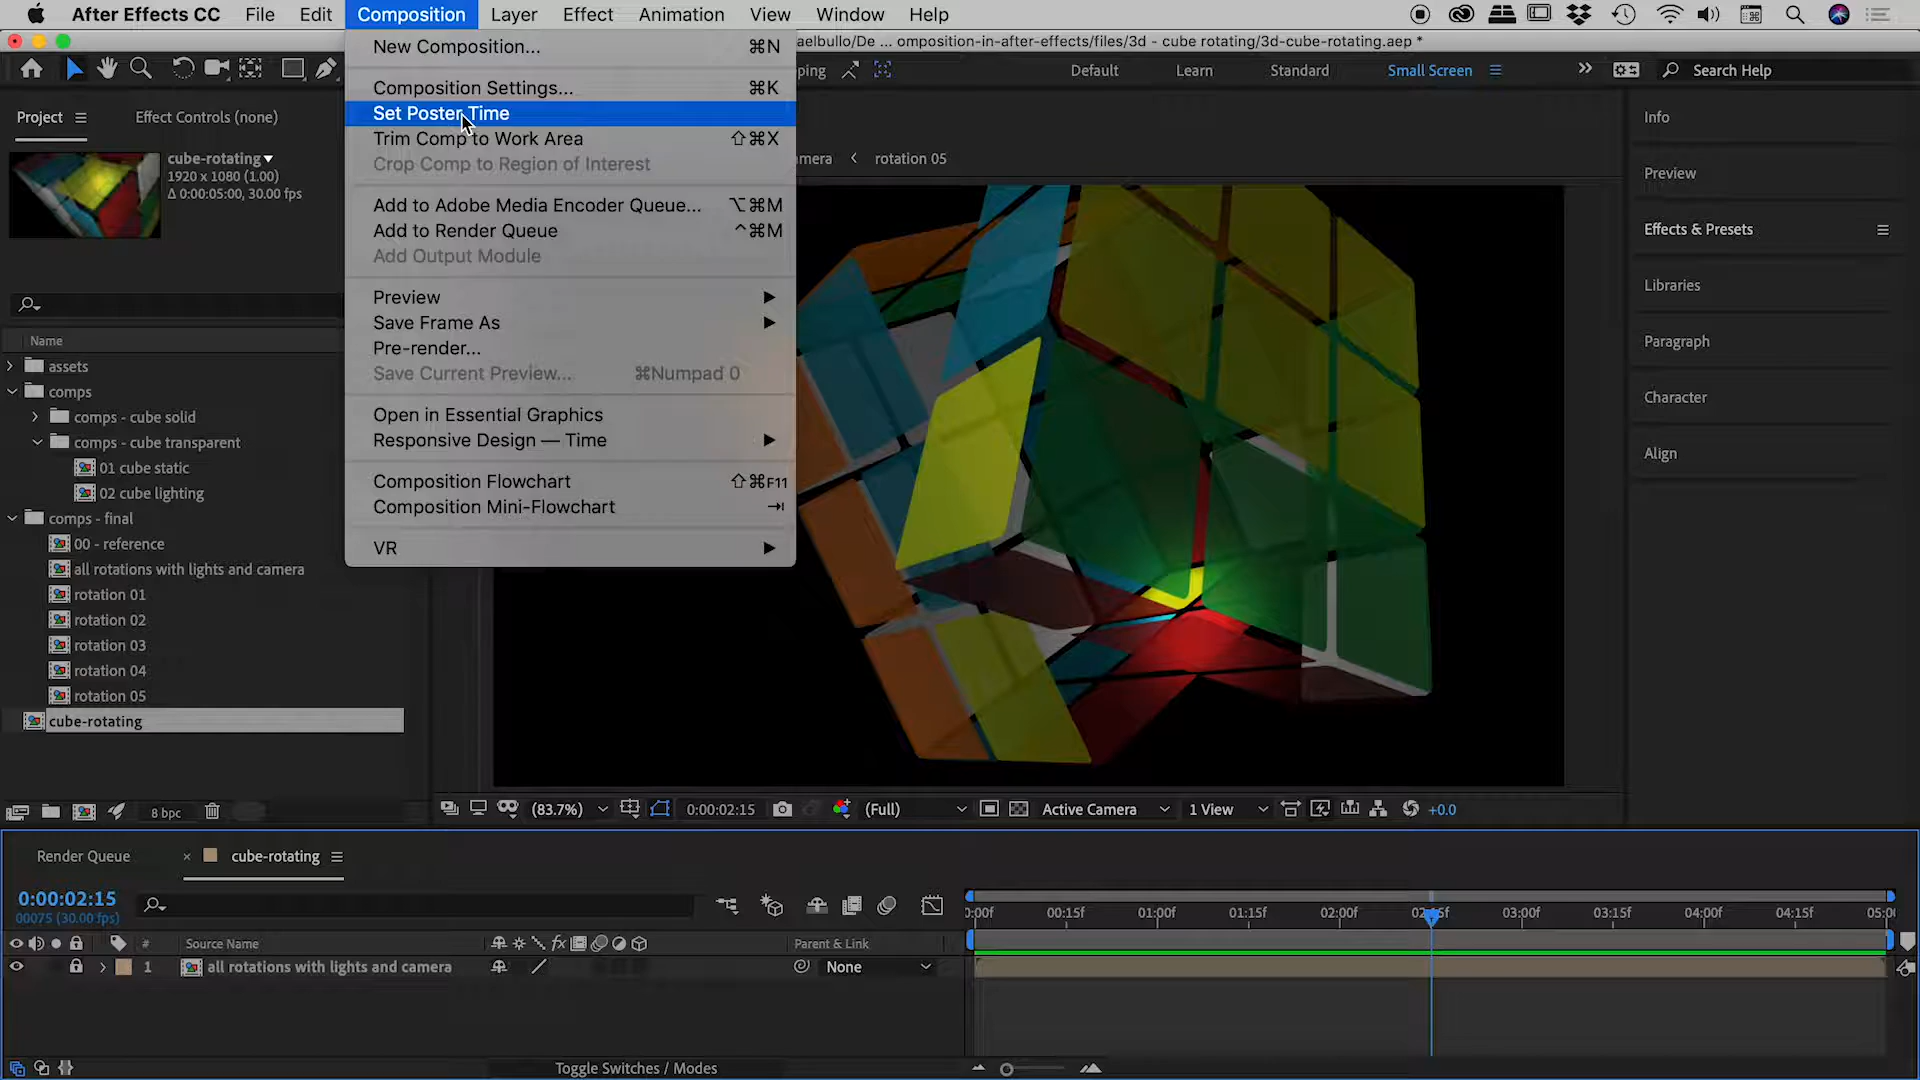 After Effects CC File Edit Composition Layer Effect Animation View Window Help
aelbullo/De ... omposition-in-after-effects/files/3d - cube rotating/3d-cube-rotating.aep *
New Composition... ⌘N
Composition Settings... ⌘K
Set Poster Time
Trim Comp to Work Area ⇧⌘X
Crop Comp to Region of Interest
Add to Adobe Media Encoder Queue... ⌥⌘M
Add to Render Queue ^⌘M
Add Output Module
Preview
Save Frame As
Pre-render...
Save Current Preview... ⌘Numpad 0
Open in Essential Graphics
Responsive Design — Time
Composition Flowchart ⇧⌘F11
Composition Mini-Flowchart
VR
pping Default Learn Standard Small Screen Search Help
Project Effect Controls (none)
cube-rotating
1920 x 1080 (1.00)
Δ 0:00:05:00, 30.00 fps
mera rotation 05
Name
assets
comps
comps - cube solid
comps - cube transparent
01 cube static
02 cube lighting
comps - final
00 - reference
all rotations with lights and camera
rotation 01
rotation 02
rotation 03
rotation 04
rotation 05
cube-rotating
8 bpc
Info
Preview
Effects & Presets
Libraries
Paragraph
Character
Align
(83.7%) 0:00:02:15 (Full) Active Camera 1 View +0.0
Render Queue × cube-rotating
0:00:02:15
00075 (30.00 fps)
:00f 00:15f 01:00f 01:15f 02:00f 03:00f 03:15f 04:00f 04:15f 05:0
# Source Name fx Parent & Link
1 all rotations with lights and camera None
Toggle Switches / Modes